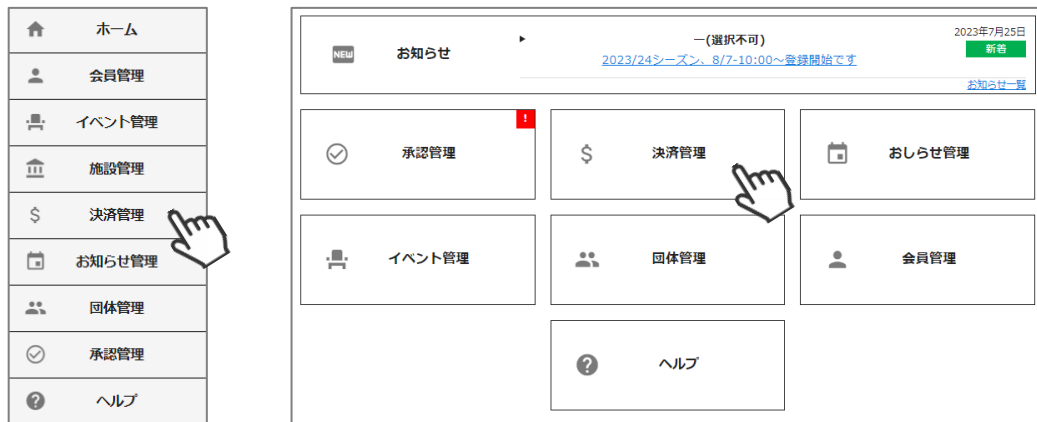 ホーム
会員管理
イベント管理
施設管理
決済管理
お知らせ管理
団体管理
承認管理
ヘルプ
NEW
お知らせ
ー(選択不可)
2023/24シーズン、8/7-10:00～登録開始です
2023年7月25日
新着
お知らせ一覧
承認管理
!
$
決済管理
おしらせ管理
イベント管理
団体管理
会員管理
?
ヘルプ